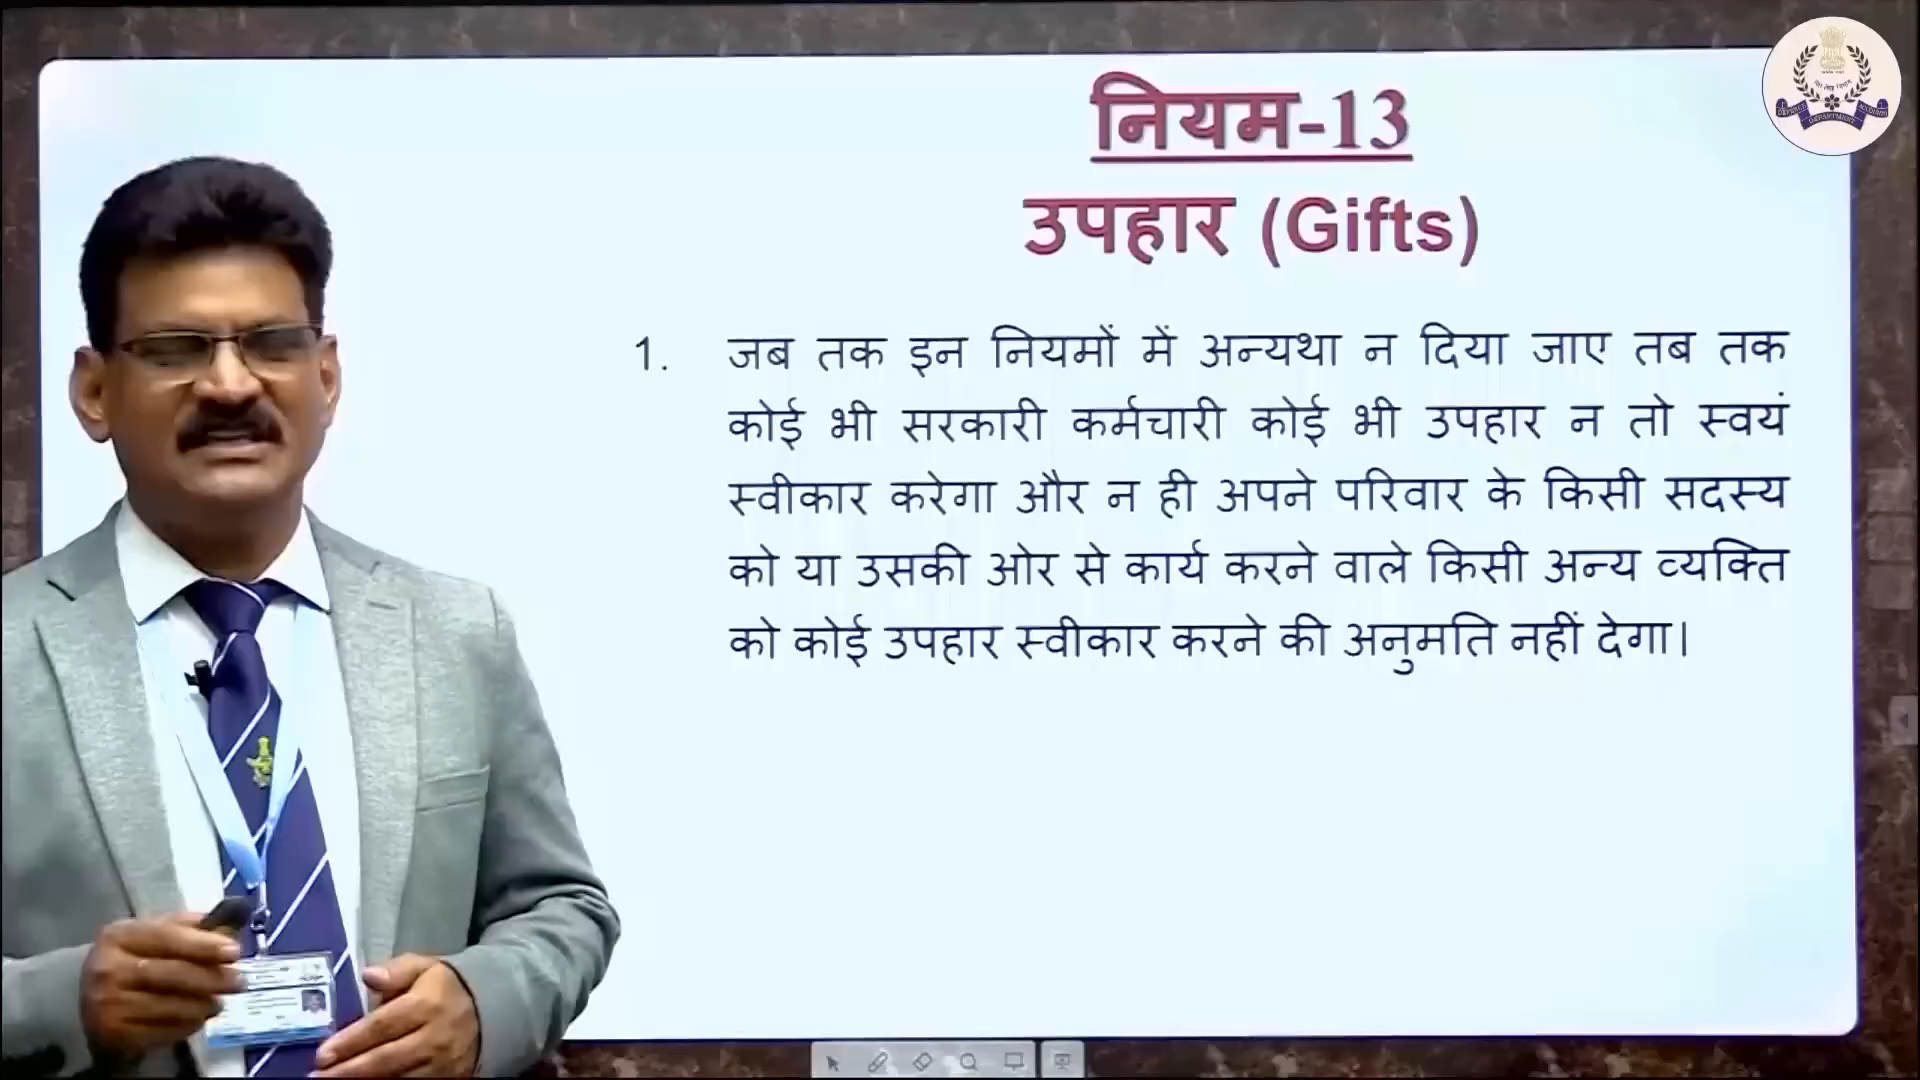 नियम-13
उपहार (Gifts)
1. जब तक इन नियमों में अन्यथा न दिया जाए तब तक
कोई भी सरकारी कर्मचारी कोई भी उपहार न तो स्वयं
स्वीकार करेगा और न ही अपने परिवार के किसी सदस्य
को या उसकी ओर से कार्य करने वाले किसी अन्य व्यक्ति
को कोई उपहार स्वीकार करने की अनुमति नहीं देगा।
DEPARTMENT